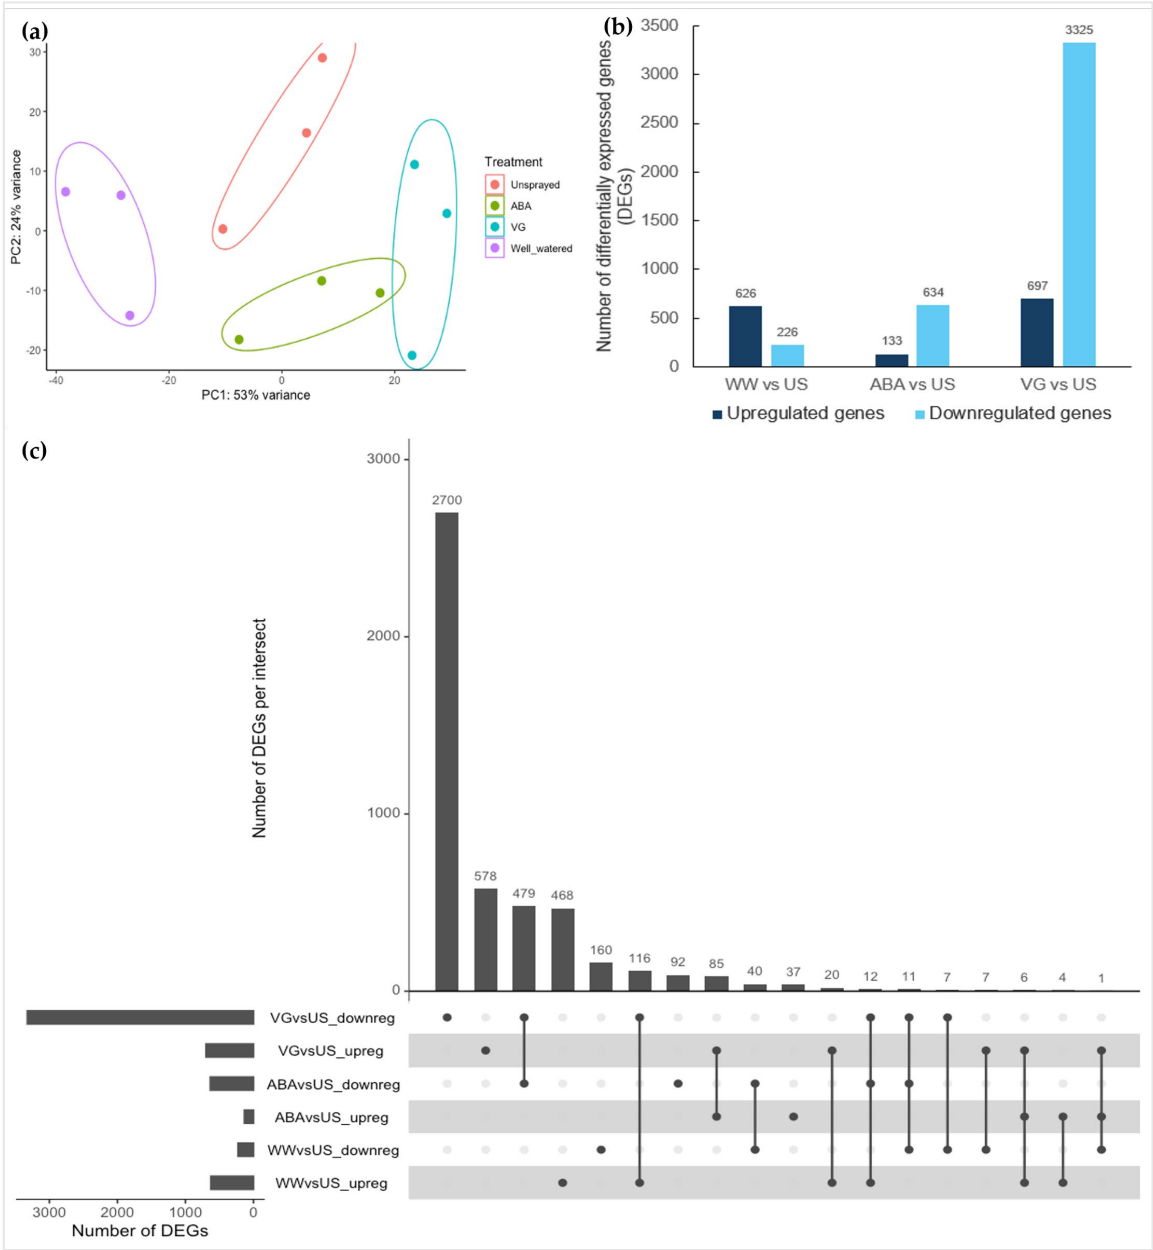 (a)
30
20
10
0
-10
-20
PC2: 24% variance
-40
-20
0
20
PC1: 53% variance
Treatment
Unsprayed
ABA
VG
Well_watered
(b)
Number of differentially expressed genes
(DEGs)
3500
3000
2500
2000
1500
1000
500
0
626
226
133
634
697
3325
WW vs US
ABA vs US
VG vs US
Upregulated genes
Downregulated genes
(c)
Number of DEGs per intersect
3000
2000
1000
0
2700
578
479
468
160
116
92
85
40
37
20
12
11
7
7
6
4
1
VGvsUS_downreg
VGvsUS_upreg
ABAvsUS_downreg
ABAvsUS_upreg
WWvsUS_downreg
WWvsUS_upreg
3000
2000
1000
0
Number of DEGs